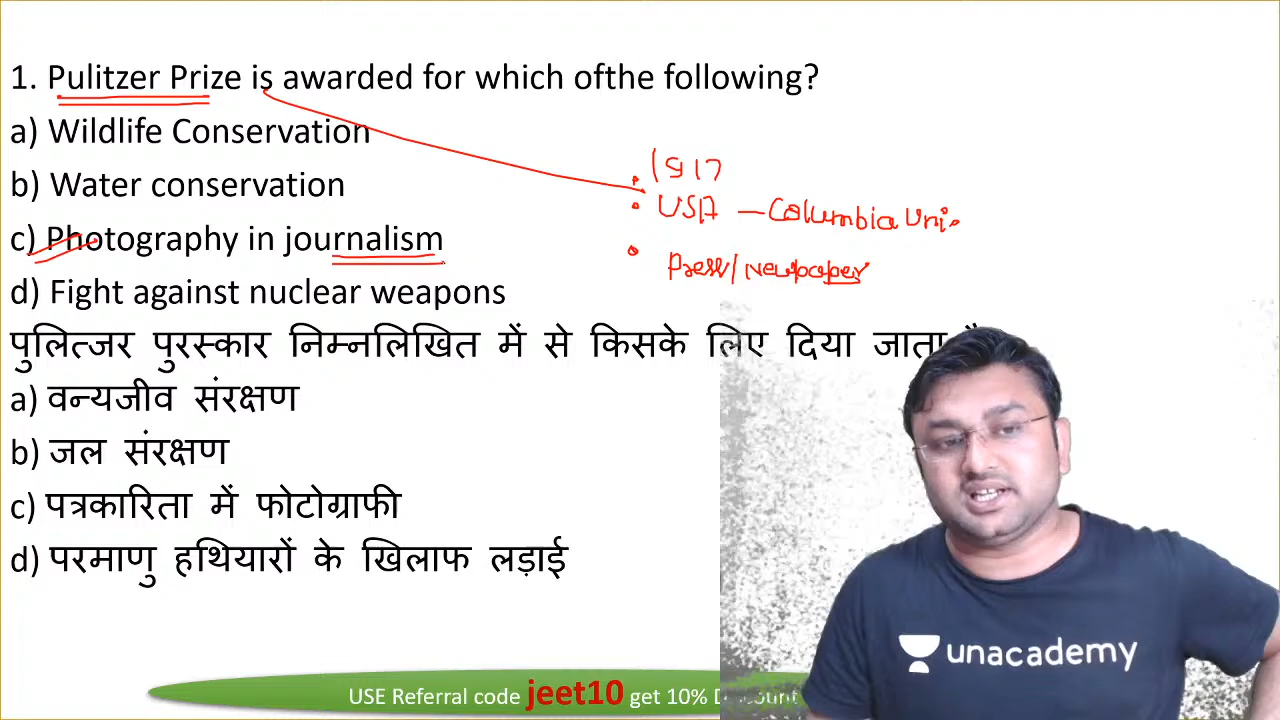 1. Pulitzer Prize is awarded for which ofthe following?
a) Wildlife Conservation
b) Water conservation
c) Photography in journalism
d) Fight against nuclear weapons
1917
USA – Columbia Uni.
Press/Newspaper
पुलित्जर पुरस्कार निम्नलिखित में से किसके लिए दिया जाता
a) वन्यजीव संरक्षण
b) जल संरक्षण
c) पत्रकारिता में फोटोग्राफी
d) परमाणु हथियारों के खिलाफ लड़ाई
unacademy
USE Referral code jeet10 get 10% Discount